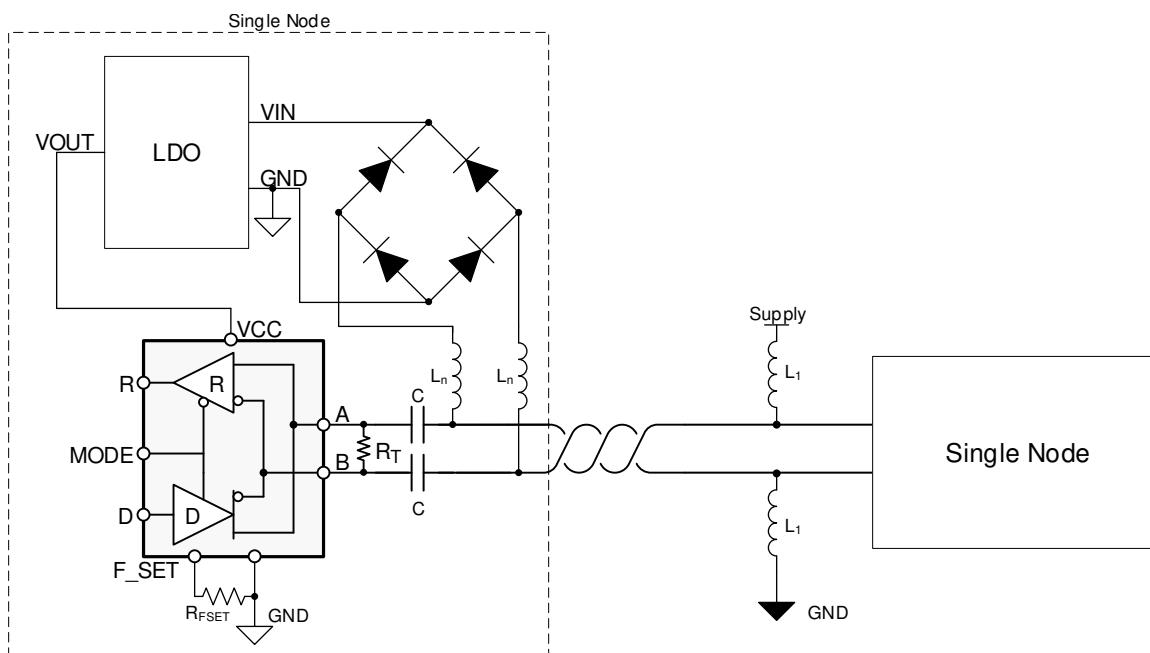 Single Node
VIN
VOUT
LDO
GND
Supply
VCC
L1
Ln
Ln
R
R
C
A
MODE
RT
Single Node
B
D
D
C
L1
F_SET
RFSET
GND
GND